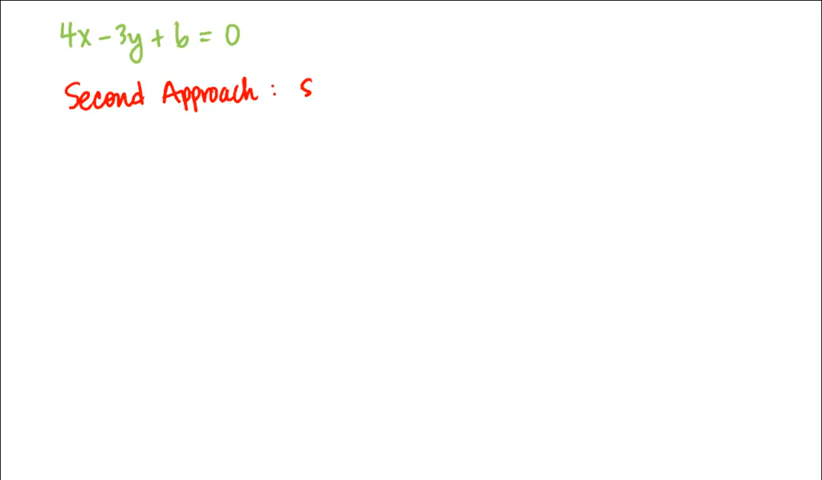 4x - 3y + 6 = 0
Second Approach : s